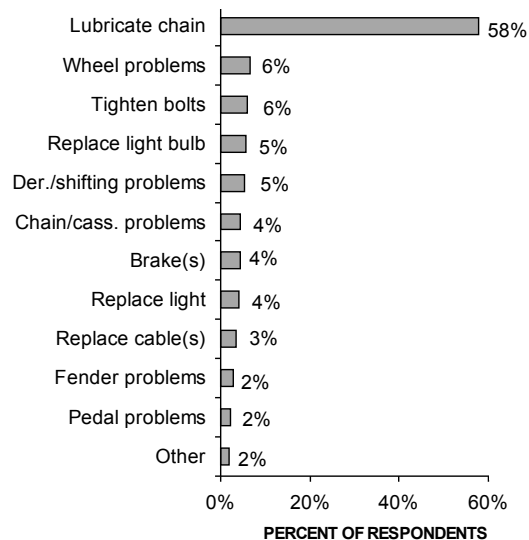 Lubricate chain 58%
Wheel problems 6%
Tighten bolts 6%
Replace light bulb 5%
Der./shifting problems 5%
Chain/cass. problems 4%
Brake(s) 4%
Replace light 4%
Replace cable(s) 3%
Fender problems 2%
Pedal problems 2%
Other 2%
0% 20% 40% 60%
PERCENT OF RESPONDENTS